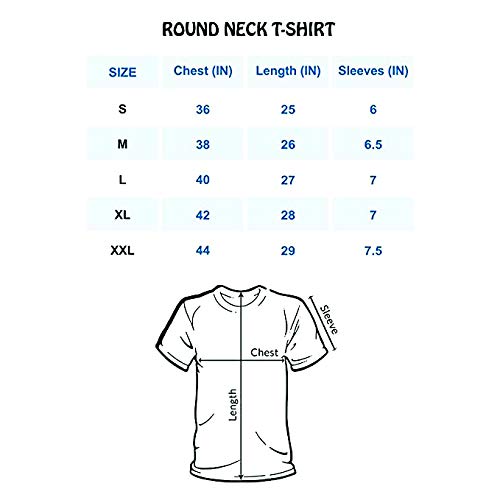 ROUND NECK T-SHIRT
SIZE Chest (IN) Length (IN) Sleeves (IN)
S 36 25 6
M 38 26 6.5
L 40 27 7
XL 42 28 7
XXL 44 29 7.5
Sleeve
Chest
Length